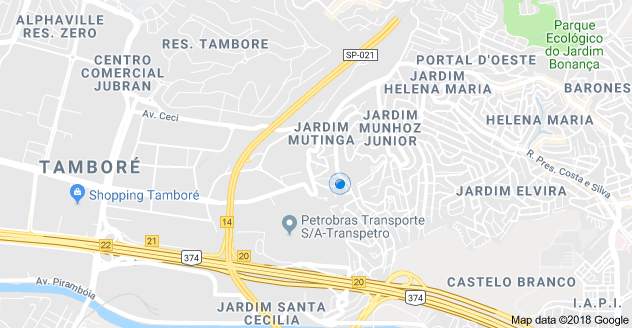 ALPHAVILLE
RES. ZERO
RES. TAMBORE
SP-021
Parque
Ecológico
do Jardim
Bonança
CENTRO
COMERCIAL
JUBRAN
PORTAL D'OESTE
JARDIM
HELENA MARIA
BARONES
Av. Ceci
JARDIM
MUTINGA
JARDIM
MUNHOZ
JUNIOR
HELENA MARIA
R. Pres. Costa e Silva
TAMBORÉ
Shopping Tamboré
JARDIM ELVIRA
Petrobras Transporte
S/A-Transpetro
14
22
21
374
20
20
374
CASTELO BRANCO
Av. Pirambóia
JARDIM SANTA
CECILIA
I.A.P.I.
Map data ©2018 Google